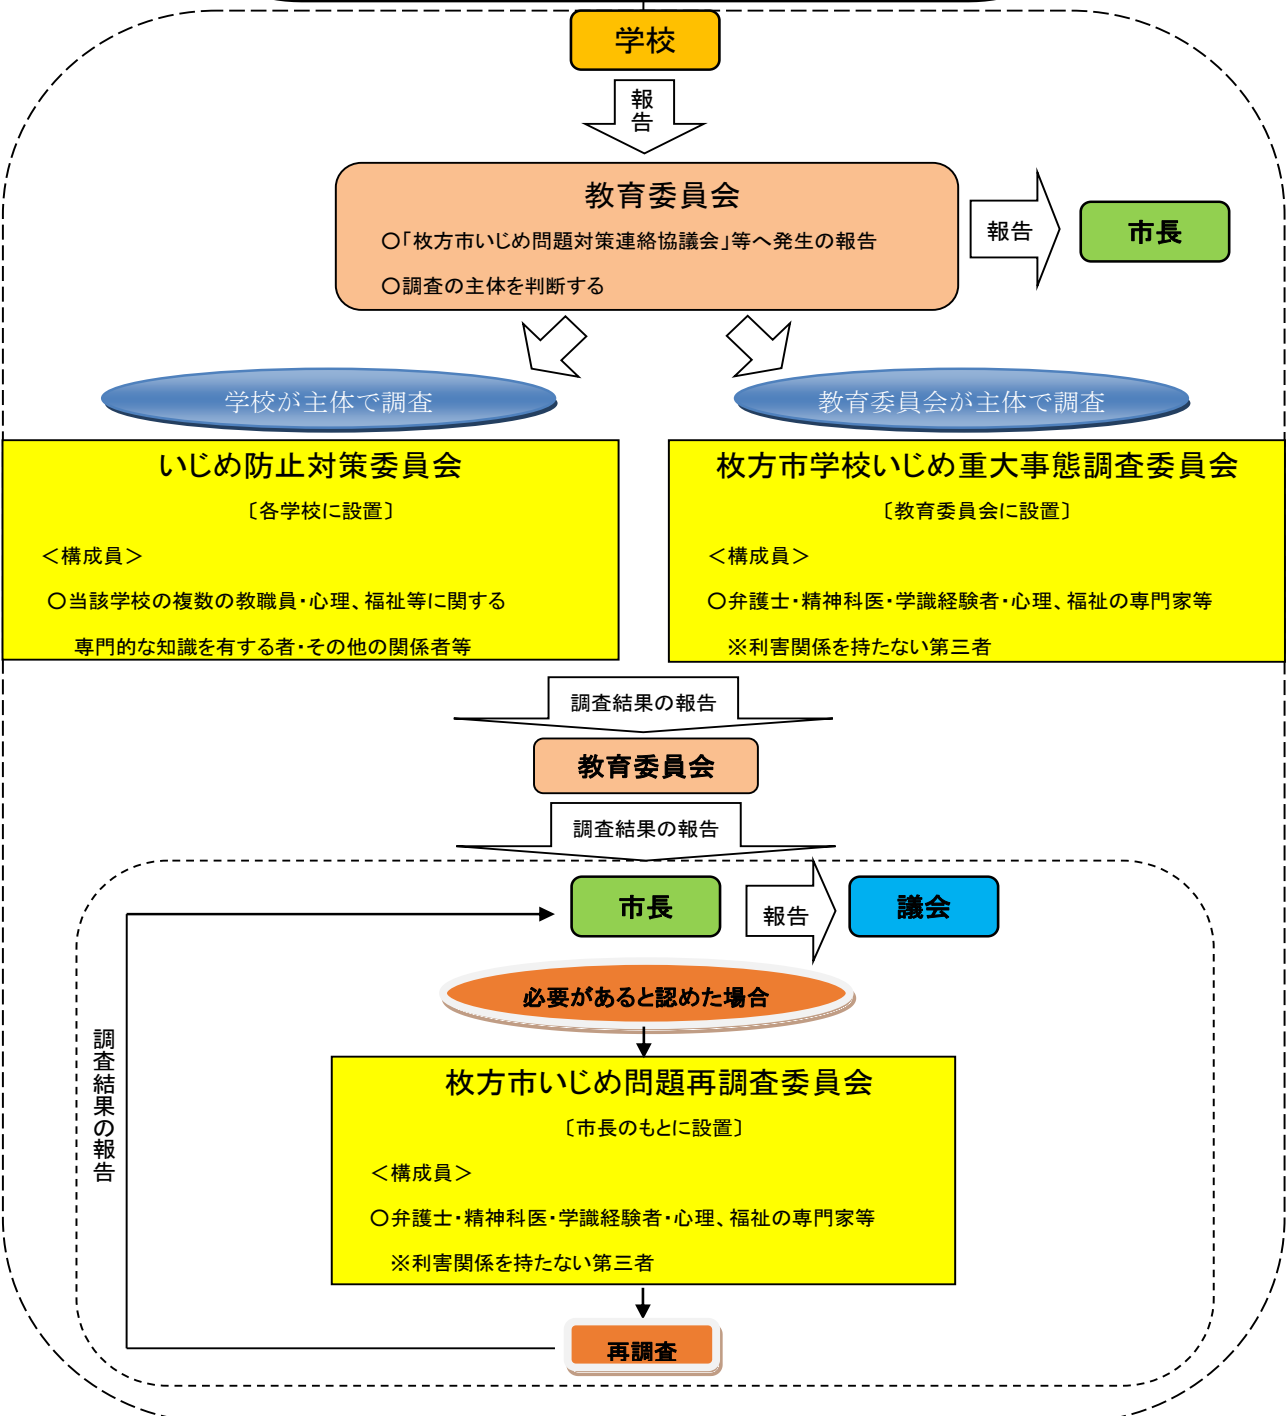 学校
報告
教育委員会
○「枚方市いじめ問題対策連絡協議会」等へ発生の報告
○調査の主体を判断する
報告
市長
学校が主体で調査
教育委員会が主体で調査
いじめ防止対策委員会
〔各学校に設置〕
＜構成員＞
○当該学校の複数の教職員・心理、福祉等に関する
専門的な知識を有する者・その他の関係者等
枚方市学校いじめ重大事態調査委員会
〔教育委員会に設置〕
＜構成員＞
○弁護士・精神科医・学識経験者・心理、福祉の専門家等
※利害関係を持たない第三者
調査結果の報告
教育委員会
調査結果の報告
市長
報告
議会
必要があると認めた場合
調査結果の報告
枚方市いじめ問題再調査委員会
〔市長のもとに設置〕
＜構成員＞
○弁護士・精神科医・学識経験者・心理、福祉の専門家等
※利害関係を持たない第三者
再調査